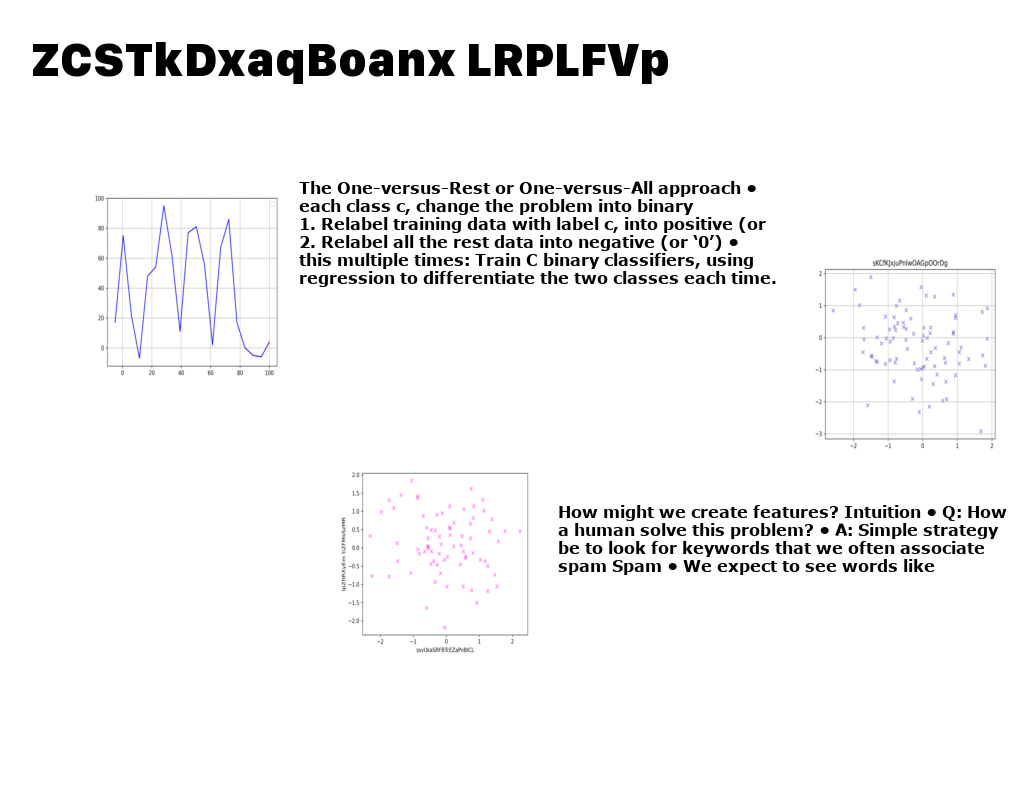 ZCSTkDxaqBoanx LRPLFVp
The One-versus-Rest or One-versus-All approach •
each class c, change the problem into binary
1. Relabel training data with label c, into positive (or
2. Relabel all the rest data into negative (or ‘0’) •
this multiple times: Train C binary classifiers, using
regression to differentiate the two classes each time.
100
80
60
40
20
0
0 20 40 60 80 100
2
1
0
−1
−2
−3
−2 −1 0 1 2
2.0
1.5
1.0
0.5
0.0
−0.5
−1.0
−1.5
−2.0
−2 −1 0 1 2
How might we create features? Intuition • Q: How
a human solve this problem? • A: Simple strategy
be to look for keywords that we often associate
spam Spam • We expect to see words like